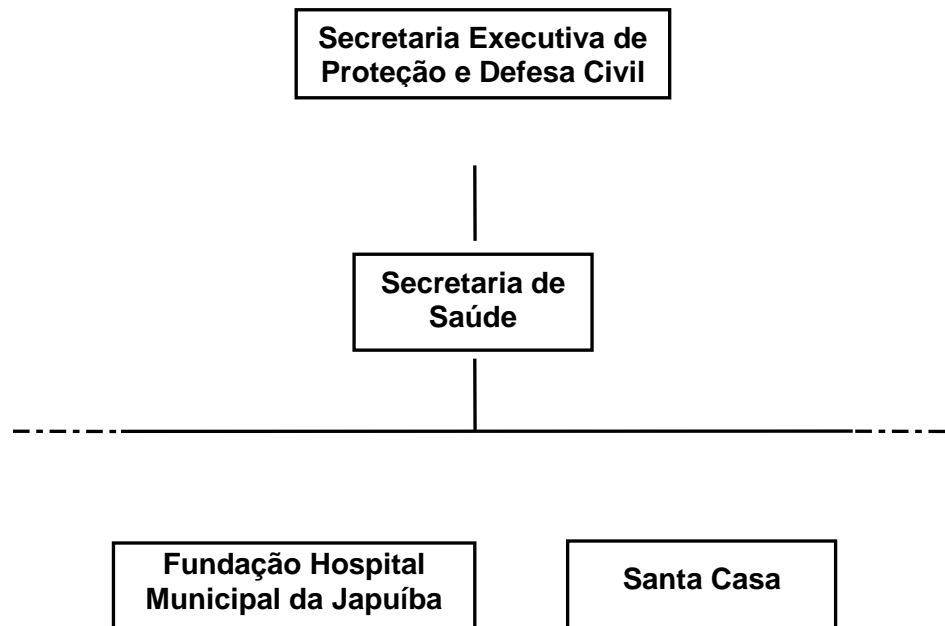 Secretaria Executiva de
Proteção e Defesa Civil
Secretaria de
Saúde
Fundação Hospital
Municipal da Japuíba
Santa Casa